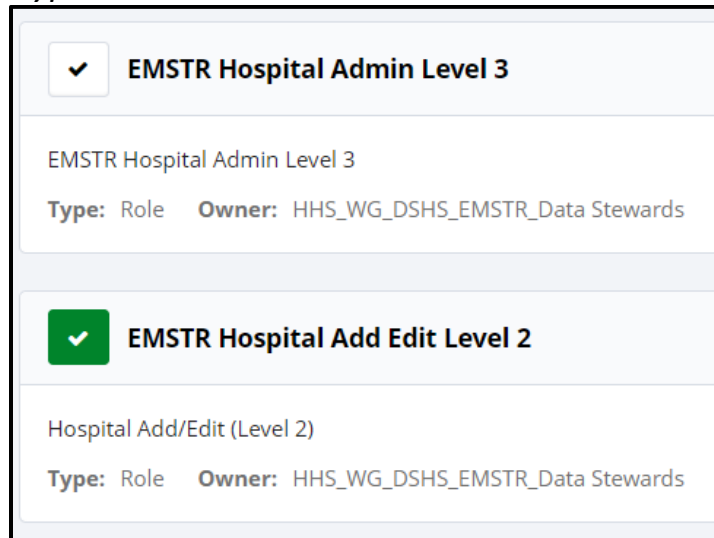 EMSTR Hospital Admin Level 3
EMSTR Hospital Admin Level 3
Type: Role Owner: HHS_WG_DSHS_EMSTR_Data Stewards
EMSTR Hospital Add Edit Level 2
Hospital Add/Edit (Level 2)
Type: Role Owner: HHS_WG_DSHS_EMSTR_Data Stewards